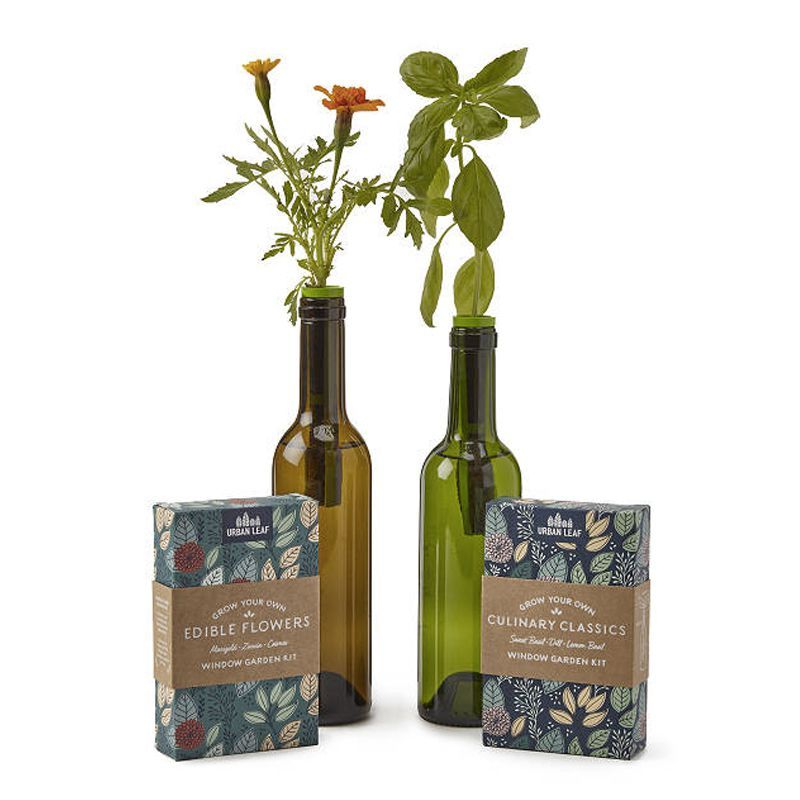 URBAN LEAF
GROW YOUR OWN
EDIBLE FLOWERS
Marigold · Zinnia · Cosmos
WINDOW GARDEN KIT
URBAN LEAF
GROW YOUR OWN
CULINARY CLASSICS
Sweet Basil · Dill · Lemon Basil
WINDOW GARDEN KIT